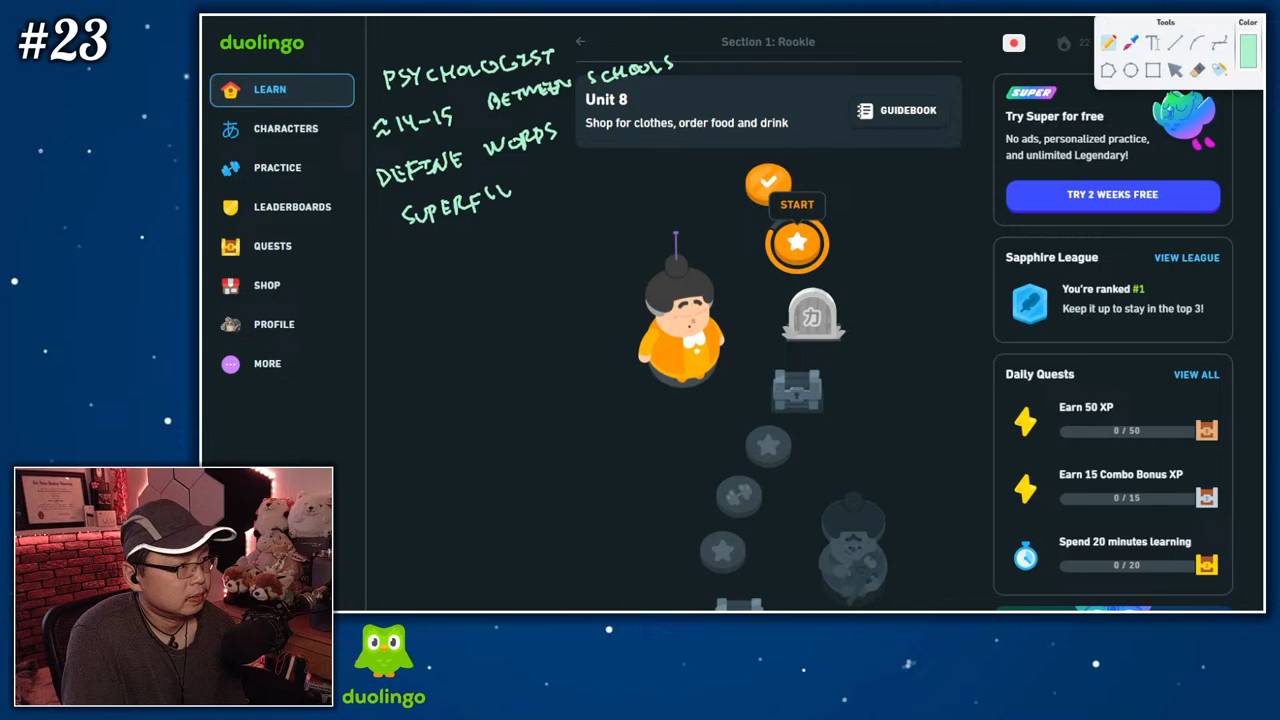 #23
duolingo
LEARN
CHARACTERS
PRACTICE
LEADERBOARDS
QUESTS
SHOP
PROFILE
MORE
PSYCHOLOGIST
≈ 14-15 BETWEEN SCHOOLS
DEFINE WORDS
SUPERFLU
Section 1: Rookie
Unit 8
Shop for clothes, order food and drink
GUIDEBOOK
START
カ
22
Tools
Color
SUPER
Try Super for free
No ads, personalized practice,
and unlimited Legendary!
TRY 2 WEEKS FREE
Sapphire League
VIEW LEAGUE
You're ranked #1
Keep it up to stay in the top 3!
Daily Quests
VIEW ALL
Earn 50 XP
0 / 50
Earn 15 Combo Bonus XP
0 / 15
Spend 20 minutes learning
0 / 20
duolingo